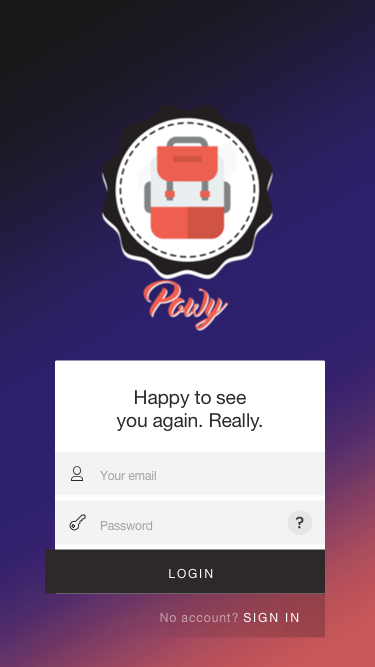 Powy
Happy to see
you again. Really.
Your email
Password
?
LOGIN
No account? SIGN IN